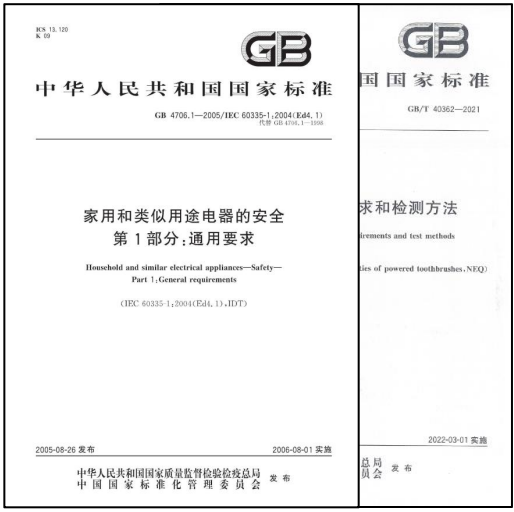 ICS 13.120
K 09
GB
中华人民共和国国家标准
GB 4706.1—2005/IEC 60335-1:2004(Ed4.1)
代替 GB 4706.1—1998
家用和类似用途电器的安全
第1部分:通用要求
Household and similar electrical appliances—Safety—
Part 1:General requirements
(IEC 60335-1:2004(Ed4.1),IDT)
2005-08-26 发布
2006-08-01 实施
中华人民共和国国家质量监督检验检疫总局
中国国家标准化管理委员会
发布
GB
国国家标准
GB/T 40362—2021
求和检测方法
irements and test methods
ties of powered toothbrushes,NEQ)
2022-03-01 实施
总局
员会
发布